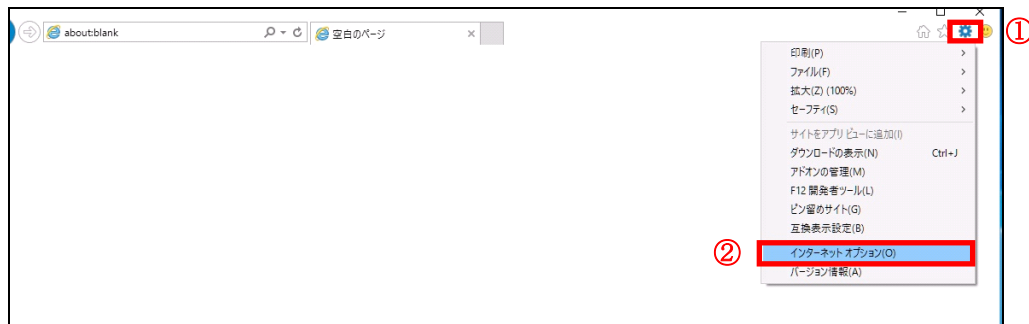 about:blank
空白のページ
①
印刷(P)
ファイル(F)
拡大(Z) (100%)
セーフティ(S)
サイトをアプリ ビューに追加(I)
ダウンロードの表示(N) Ctrl+J
アドオンの管理(M)
F12 開発者ツール(L)
ピン留めサイト(G)
互換表示設定(B)
② インターネット オプション(O)
バージョン情報(A)